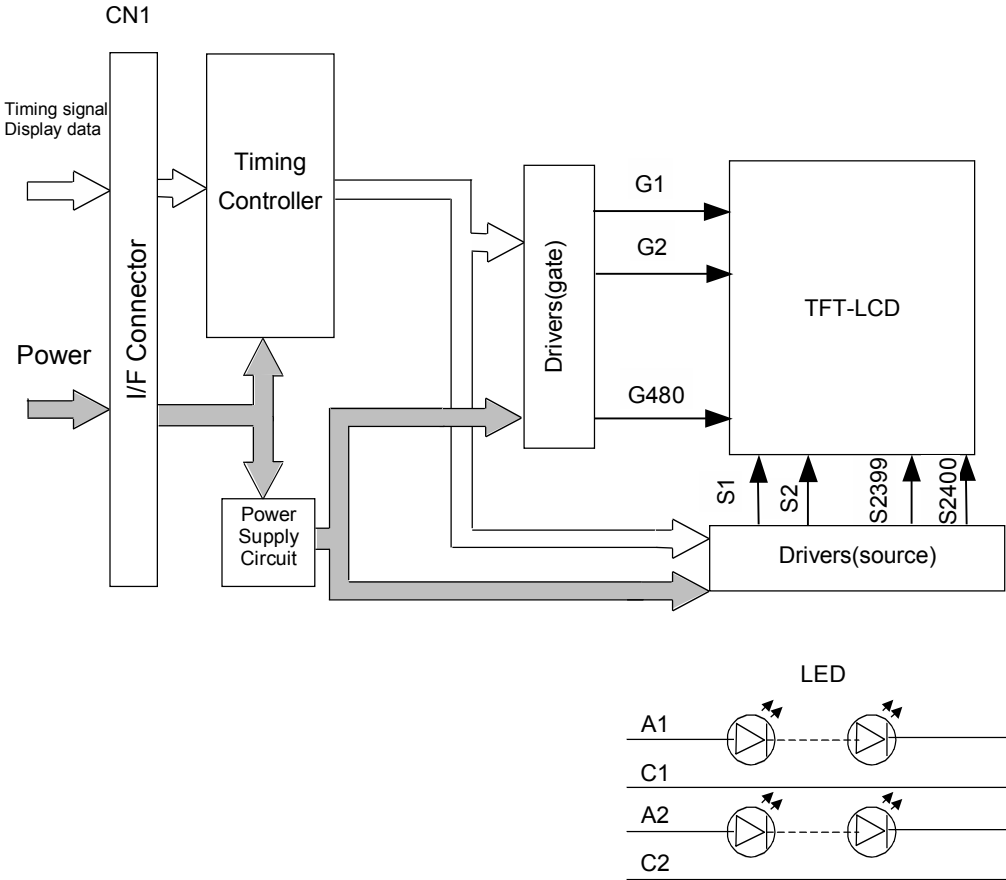 CN1
Timing signal
Display data
Timing
Controller
I/F Connector
Power
Power
Supply
Circuit
Drivers(gate)
G1
G2
G480
TFT-LCD
S1
S2
S2399
S2400
Drivers(source)
LED
A1
C1
A2
C2